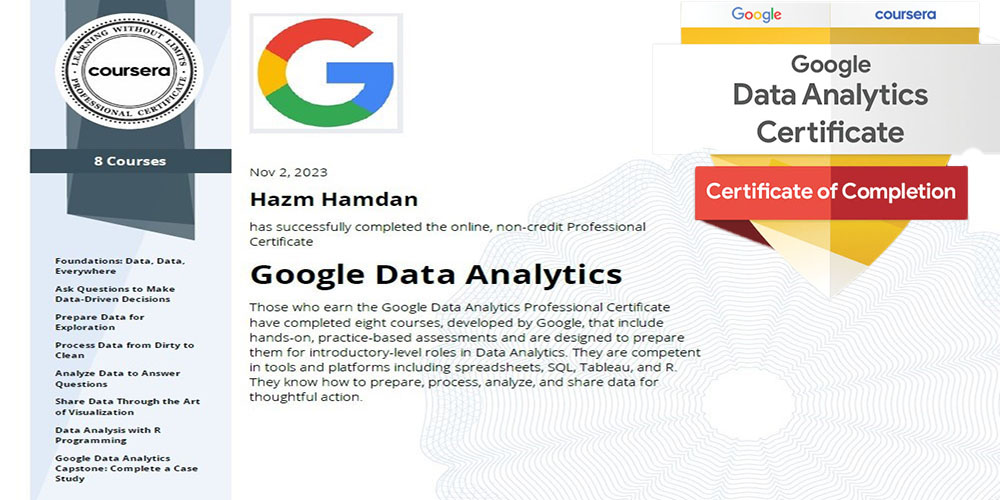 LEARNING WITHOUT LIMITS
coursera
PROFESSIONAL CERTIFICATE
8 Courses
Foundations: Data, Data,
Everywhere
Ask Questions to Make
Data-Driven Decisions
Prepare Data for
Exploration
Process Data from Dirty to
Clean
Analyze Data to Answer
Questions
Share Data Through the Art
of Visualization
Data Analysis with R
Programming
Google Data Analytics
Capstone: Complete a Case
Study
G
Nov 2, 2023
Hazm Hamdan
has successfully completed the online, non-credit Professional
Certificate
Google Data Analytics
Those who earn the Google Data Analytics Professional Certificate
have completed eight courses, developed by Google, that include
hands-on, practice-based assessments and are designed to prepare
them for introductory-level roles in Data Analytics. They are competent
in tools and platforms including spreadsheets, SQL, Tableau, and R.
They know how to prepare, process, analyze, and share data for
thoughtful action.
Google coursera
Google
Data Analytics
Certificate
Certificate of Completion